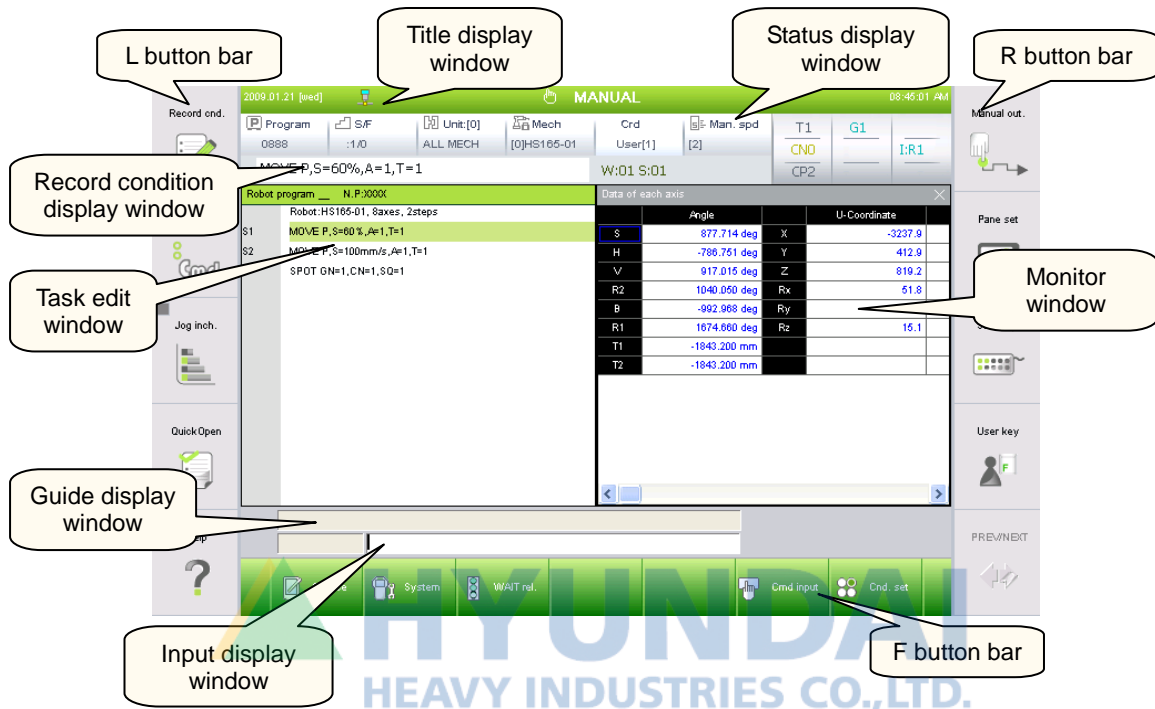 L button bar
Title display
window
Status display
window
R button bar
2009.01.21 [wed]
MANUAL
08:45:01 AM
Record cnd.
Manual out.
P Program
S/F
Unit:[0]
Mech
Crd
Man. spd
T1
G1
0888
:1/0
ALL MECH
[0]HS165-01
User[1]
[2]
CN0
I:R1
CP2
MOVE P,S=60%,A=1,T=1
W:01 S:01
Record condition
display window
Robot program __ N.P:XXXX
Robot:HS165-01, 8axes, 2steps
S1 MOVE P,S=60%,A=1,T=1
S2 MOVE P,S=100mm/s,A=1,T=1
SPOT GN=1,CN=1,SQ=1
Data of each axis
Angle
U-Coordinate
S 877.714 deg X -3237.9
H -786.751 deg Y 412.9
V 917.015 deg Z 819.2
R2 1040.050 deg Rx 51.8
B -992.968 deg Ry
R1 1674.660 deg Rz 15.1
T1 -1843.200 mm
T2 -1843.200 mm
Pane set
Cmd
Task edit
window
Monitor
window
Jog inch.
Quick Open
User key
F
Guide display
window
PREV/NEXT
System
WAIT rel.
Cmd input
Cnd. set
Input display
window
F button bar
HYUNDAI
HEAVY INDUSTRIES CO.,LTD.